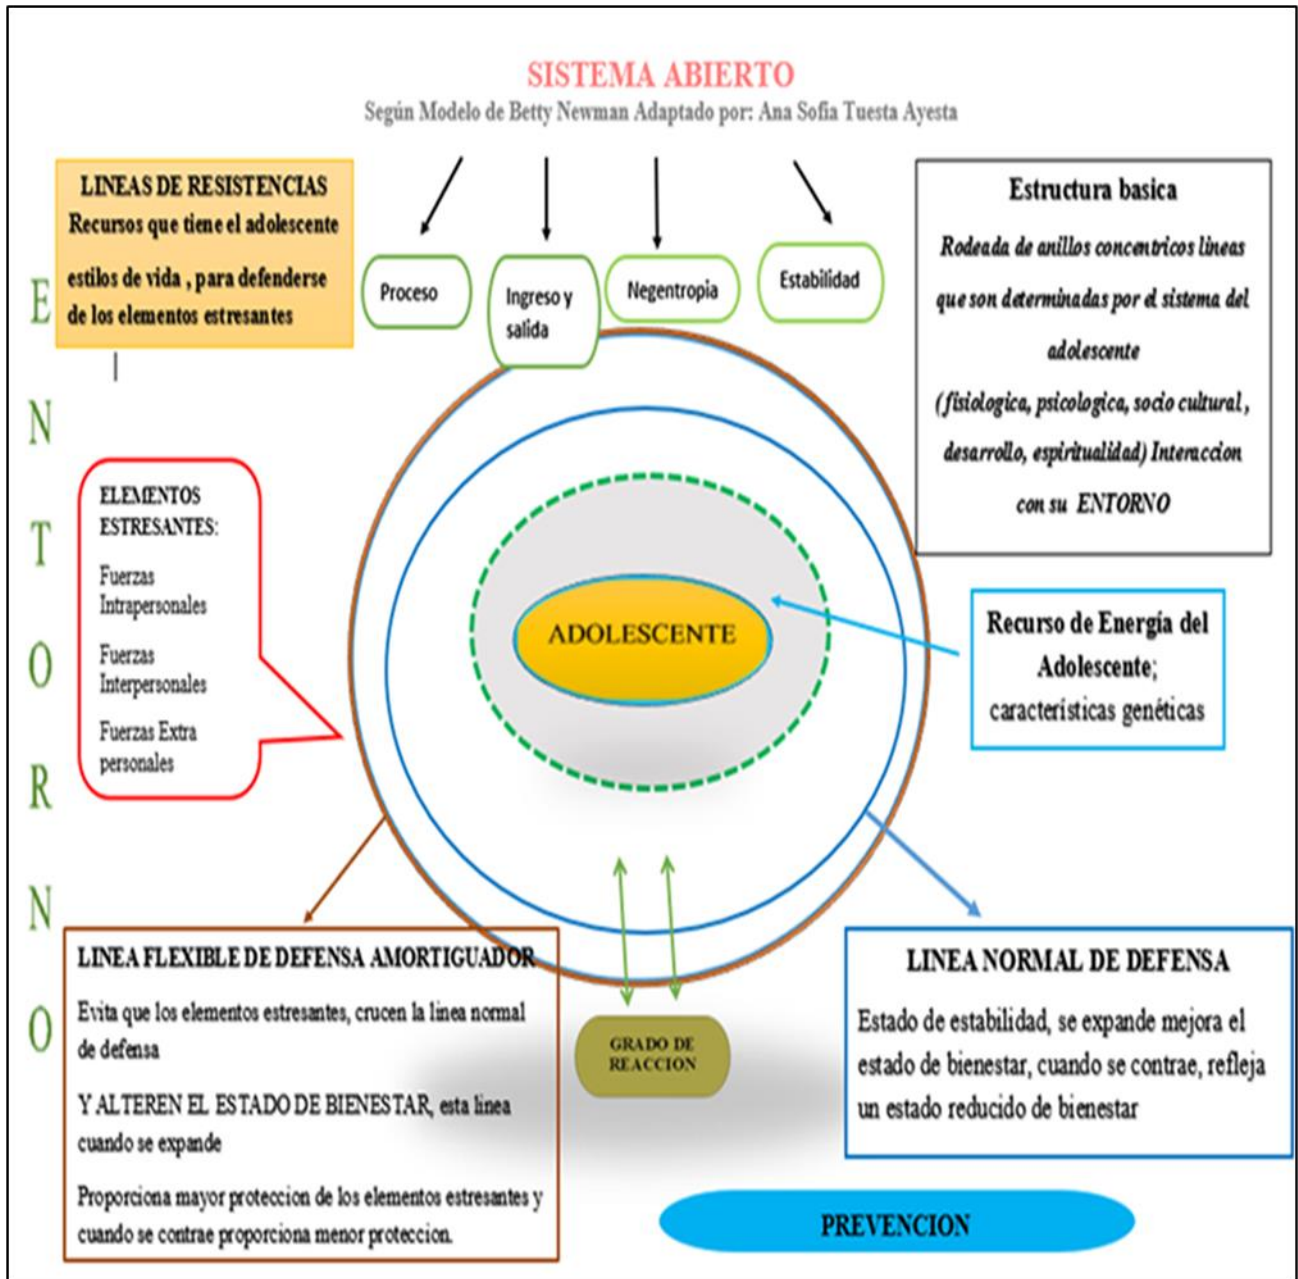 SISTEMA ABIERTO
Según Modelo de Betty Newman Adaptado por: Ana Sofia Tuesta Ayesta
LINEAS DE RESISTENCIAS
Recursos que tiene el adolescente
estilos de vida , para defenderse
de los elementos estresantes
Proceso
Ingreso y
salida
Negentropia
Estabilidad
Estructura basica
Rodeada de anillos concentricos lineas
que son determinadas por el sistema del
adolescente
(fisiologica, psicologica, socio cultural ,
desarrollo, espiritualidad) Interaccion
con su ENTORNO
E
N
T
O
R
N
O
ELEMENTOS
ESTRESANTES:
Fuerzas
Intrapersonales
Fuerzas
Interpersonales
Fuerzas Extra
personales
ADOLESCENTE
Recurso de Energía del
Adolescente;
características genéticas
LINEA FLEXIBLE DE DEFENSA AMORTIGUADOR
Evita que los elementos estresantes, crucen la linea normal
de defensa
Y ALTEREN EL ESTADO DE BIENESTAR, esta linea
cuando se expande
Proporciona mayor proteccion de los elementos estresantes y
cuando se contrae proporciona menor proteccion.
GRADO DE
REACCION
LINEA NORMAL DE DEFENSA
Estado de estabilidad, se expande mejora el
estado de bienestar, cuando se contrae, refleja
un estado reducido de bienestar
PREVENCION